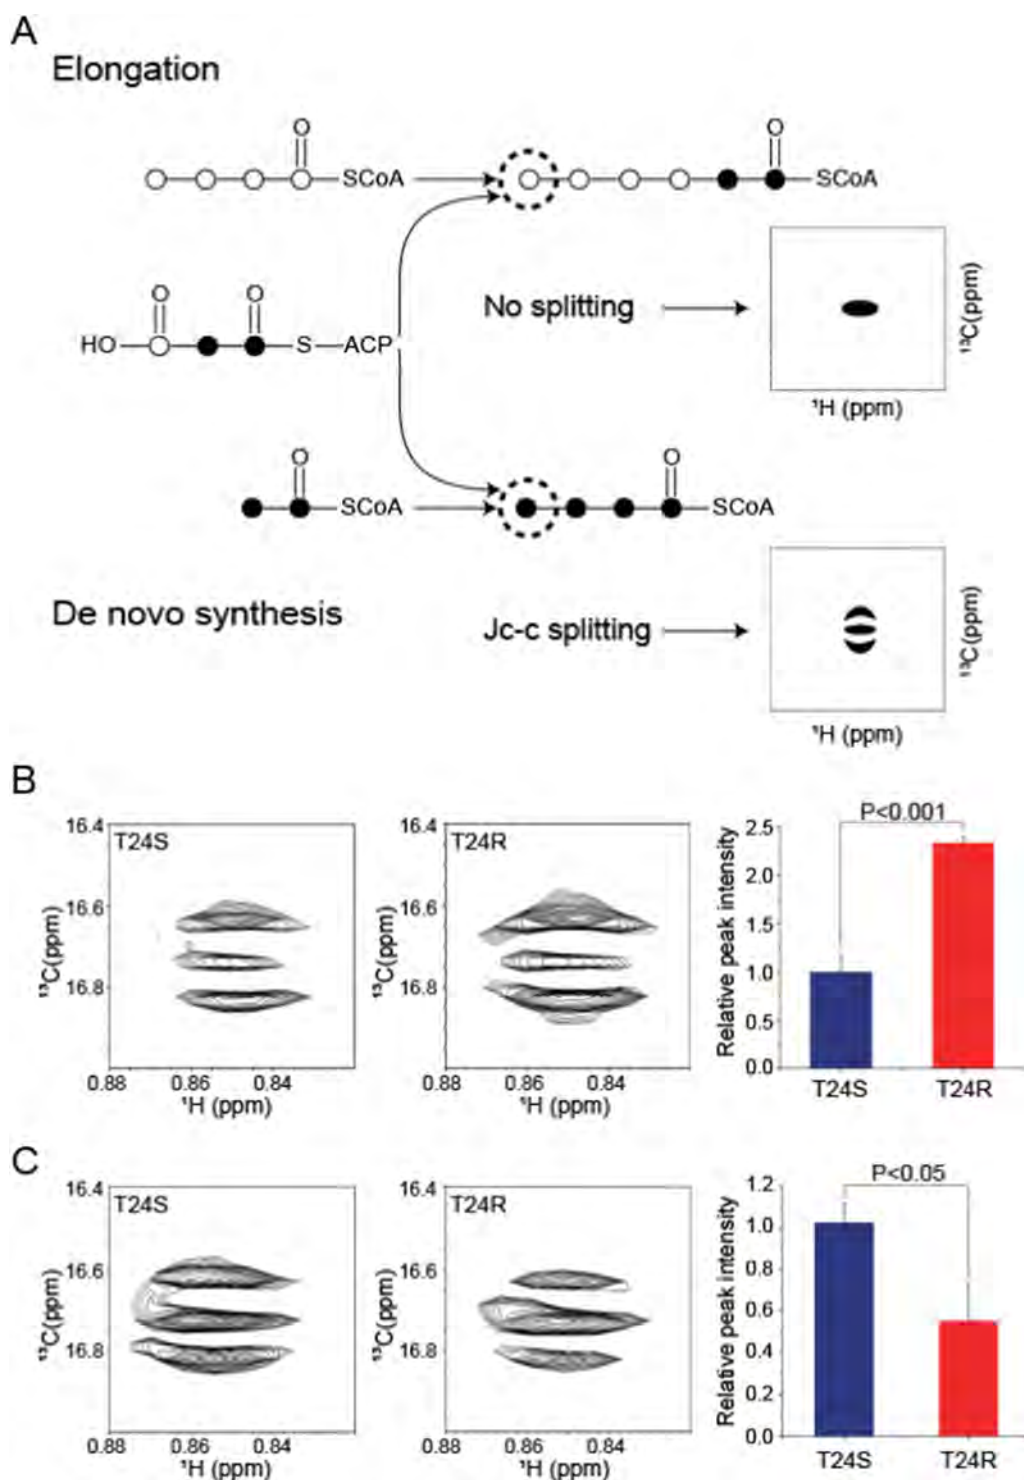 A
Elongation
O
O
SCoA
SCoA
O
O
HO
S
ACP
No splitting
¹³C(ppm)
¹H (ppm)
O
O
SCoA
SCoA
De novo synthesis
Jc-c splitting
¹³C(ppm)
¹H (ppm)
B
T24S
16.4
16.6
16.8
¹³C(ppm)
0.88
0.86
0.84
¹H (ppm)
T24R
16.4
16.6
16.8
¹³C(ppm)
0.88
0.86
0.84
¹H (ppm)
P<0.001
Relative peak intensity
2.5
2.0
1.5
1.0
0.5
0.0
T24S
T24R
C
T24S
16.4
16.6
16.8
¹³C(ppm)
0.88
0.86
0.84
¹H (ppm)
T24R
16.4
16.6
16.8
¹³C(ppm)
0.88
0.86
0.84
¹H (ppm)
P<0.05
Relative peak intensity
1.2
1.0
0.8
0.6
0.4
0.2
0.0
T24S
T24R